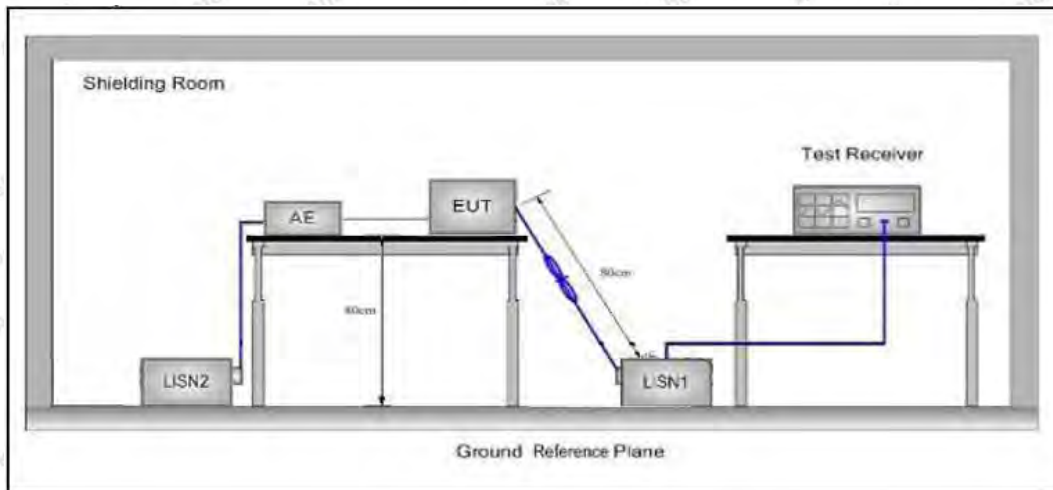 Shielding Room
Test Receiver
AE
EUT
80cm
80cm
LISN2
LISN1
Ground Reference Plane